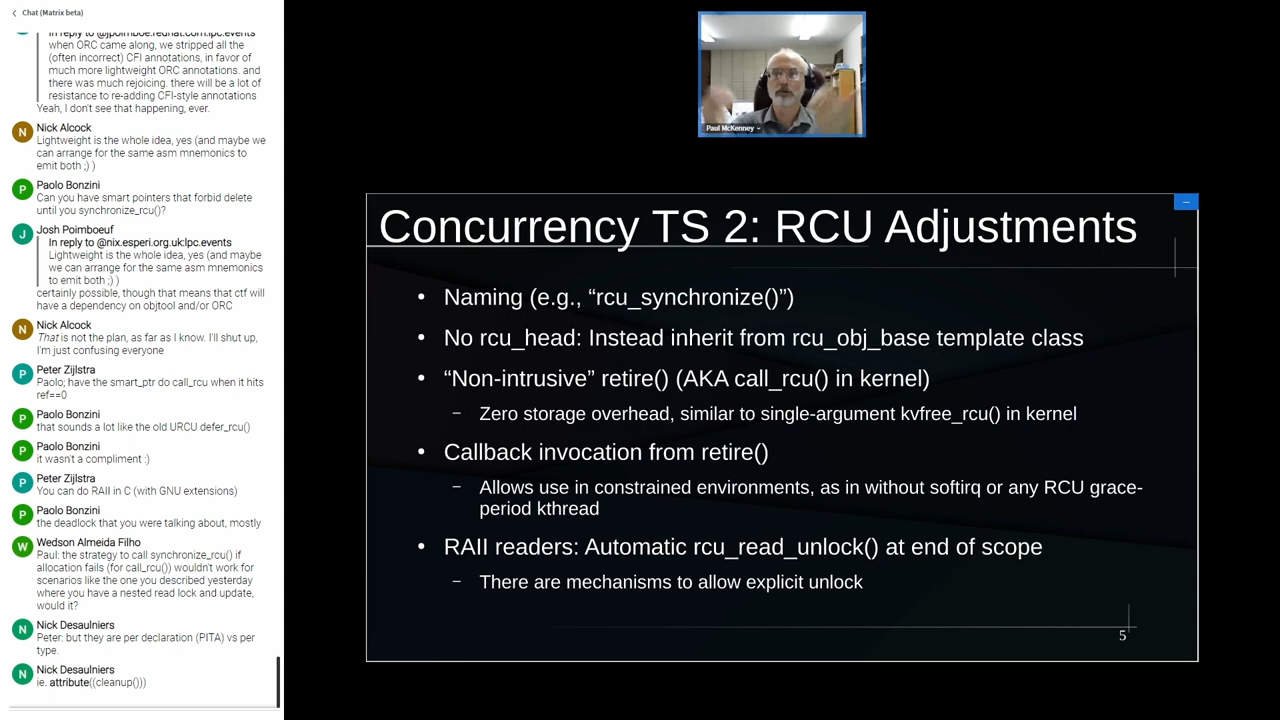 Chat (Matrix beta)
In reply to @jpoimboe:redhat.com:lpc.events
when ORC came along, we stripped all the
(often incorrect) CFI annotations, in favor of
much more lightweight ORC annotations. and
there was much rejoicing. there will be a lot of
resistance to re-adding CFI-style annotations
Yeah, I don't see that happening, ever.
Nick Alcock
Lightweight is the whole idea, yes (and maybe we
can arrange for the same asm mnemonics to
emit both ;) )
Paolo Bonzini
Can you have smart pointers that forbid delete
until you synchronize_rcu()?
Josh Poimboeuf
In reply to @nix:esperi.org.uk:lpc.events
Lightweight is the whole idea, yes (and maybe
we can arrange for the same asm mnemonics
to emit both ;) )
certainly possible, though that means that ctf will
have a dependency on objtool and/or ORC
Nick Alcock
That is not the plan, as far as I know. I'll shut up,
I'm just confusing everyone
Peter Zijlstra
Paolo; have the smart_ptr do call_rcu when it hits
ref==0
Paolo Bonzini
that sounds a lot like the old URCU defer_rcu()
Paolo Bonzini
it wasn't a compliment :)
Peter Zijlstra
You can do RAII in C (with GNU extensions)
Paolo Bonzini
the deadlock that you were talking about, mostly
Wedson Almeida Filho
Paul: the strategy to call synchronize_rcu() if
allocation fails (for call_rcu()) wouldn't work for
scenarios like the one you described yesterday
where you have a nested read lock and update,
would it?
Nick Desaulniers
Peter: but they are per declaration (PITA) vs per
type.
Nick Desaulniers
ie. attribute((cleanup()))
Paul McKenney
Concurrency TS 2: RCU Adjustments
• Naming (e.g., “rcu_synchronize()”)
• No rcu_head: Instead inherit from rcu_obj_base template class
• “Non-intrusive” retire() (AKA call_rcu() in kernel)
– Zero storage overhead, similar to single-argument kvfree_rcu() in kernel
• Callback invocation from retire()
– Allows use in constrained environments, as in without softirq or any RCU grace-
period kthread
• RAII readers: Automatic rcu_read_unlock() at end of scope
– There are mechanisms to allow explicit unlock
5